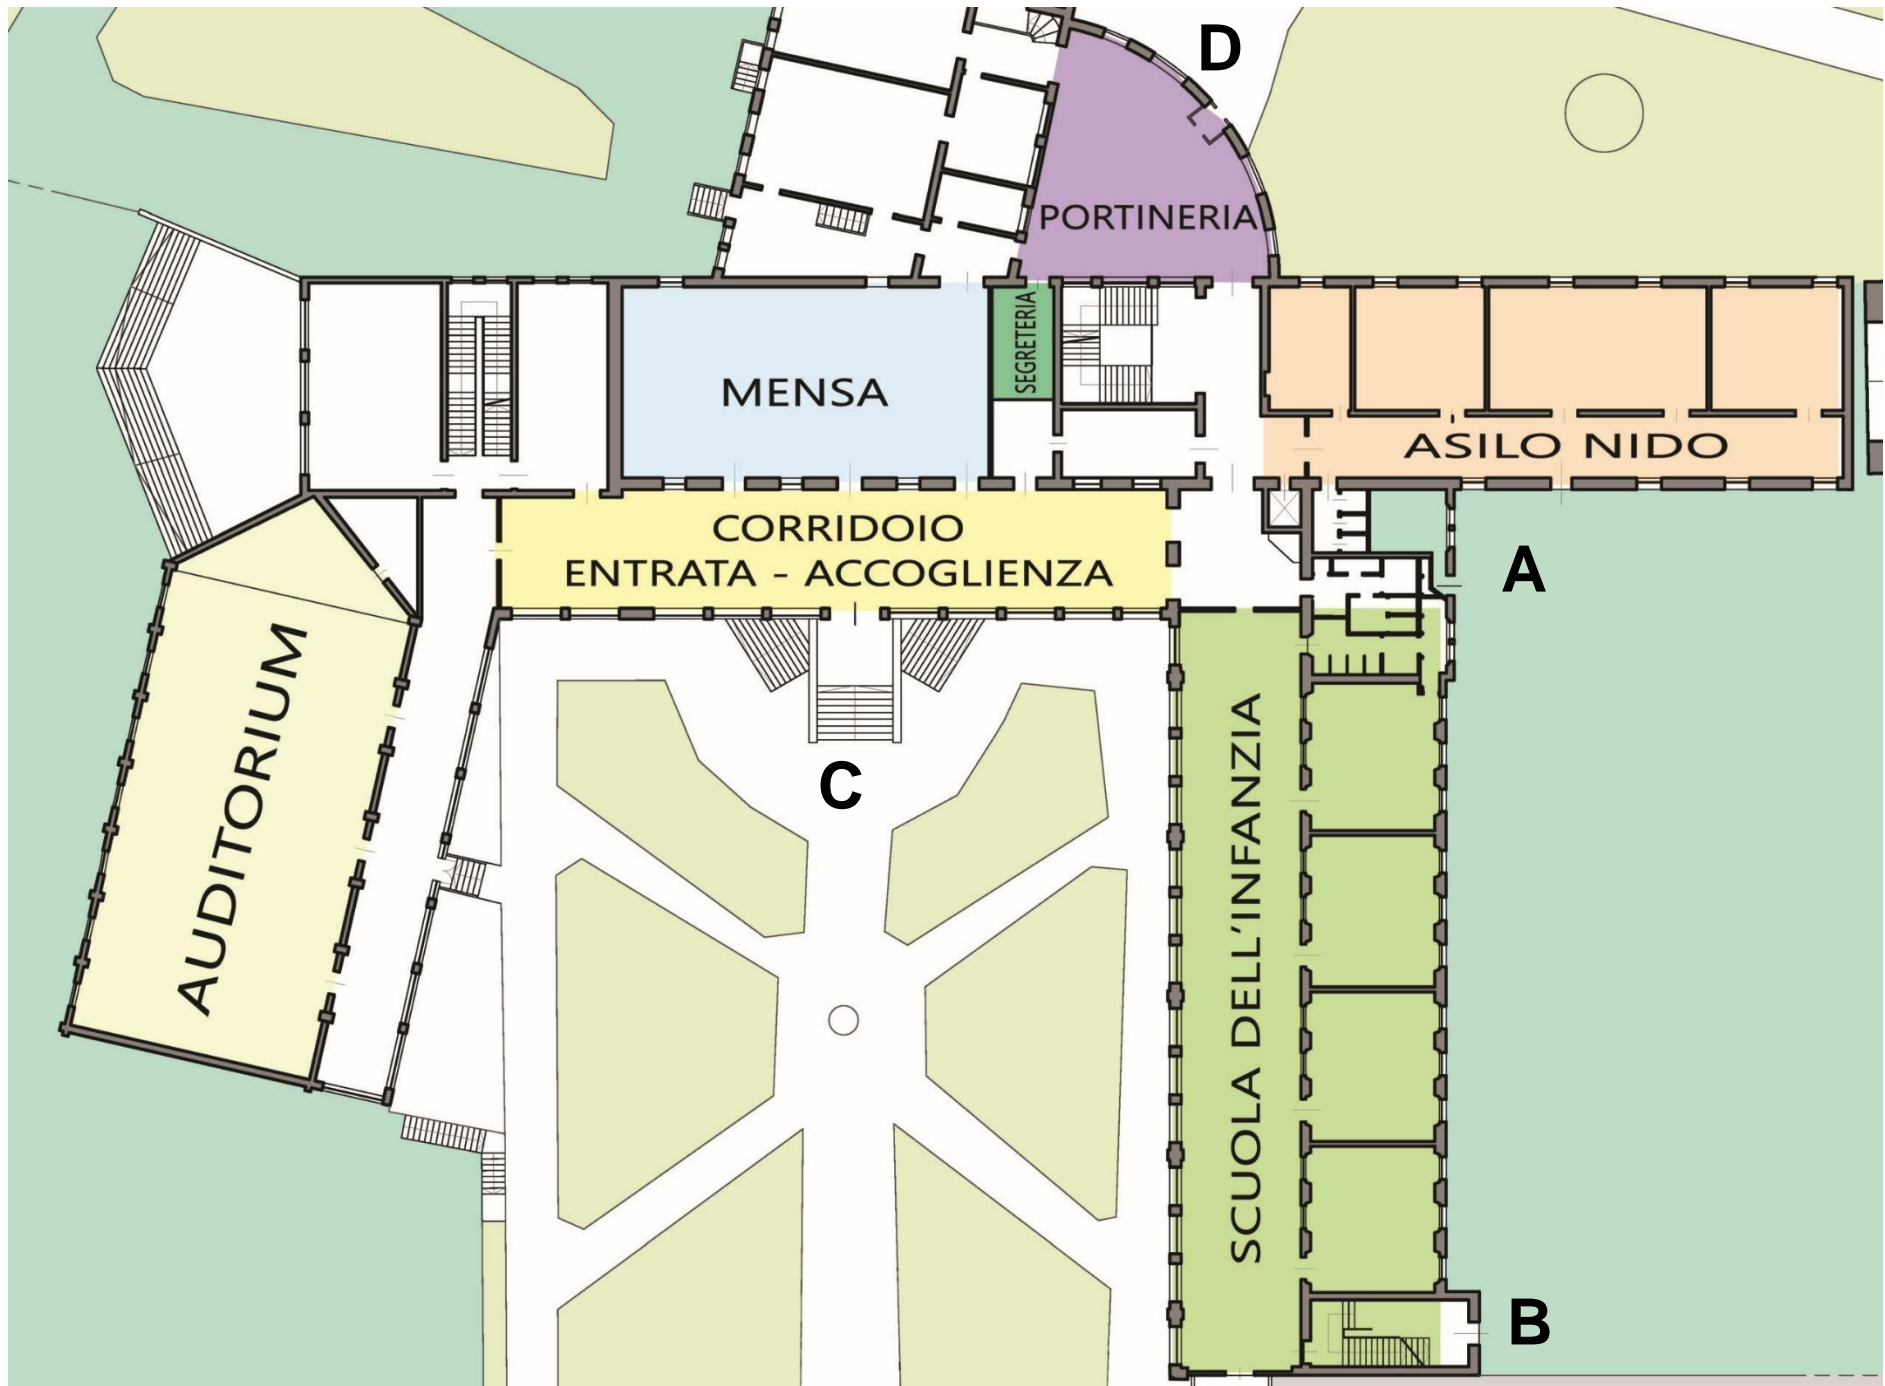 D
PORTINERIA
SEGRETERIA
MENSA
ASILO NIDO
CORRIDOIO
ENTRATA - ACCOGLIENZA
A
AUDITORIUM
C
SCUOLA DELL'INFANZIA
B